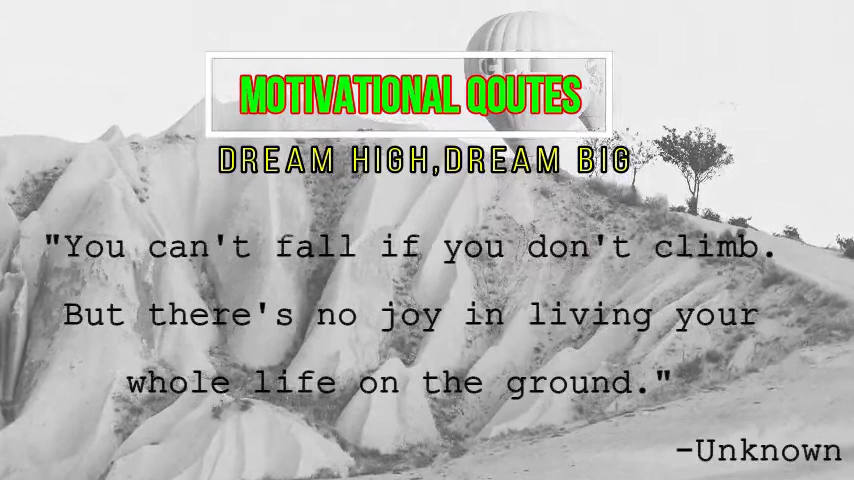 MOTIVATIONAL QOUTES
DREAM HIGH,DREAM BIG
"You can't fall if you don't climb.
But there's no joy in living your
whole life on the ground."
-Unknown